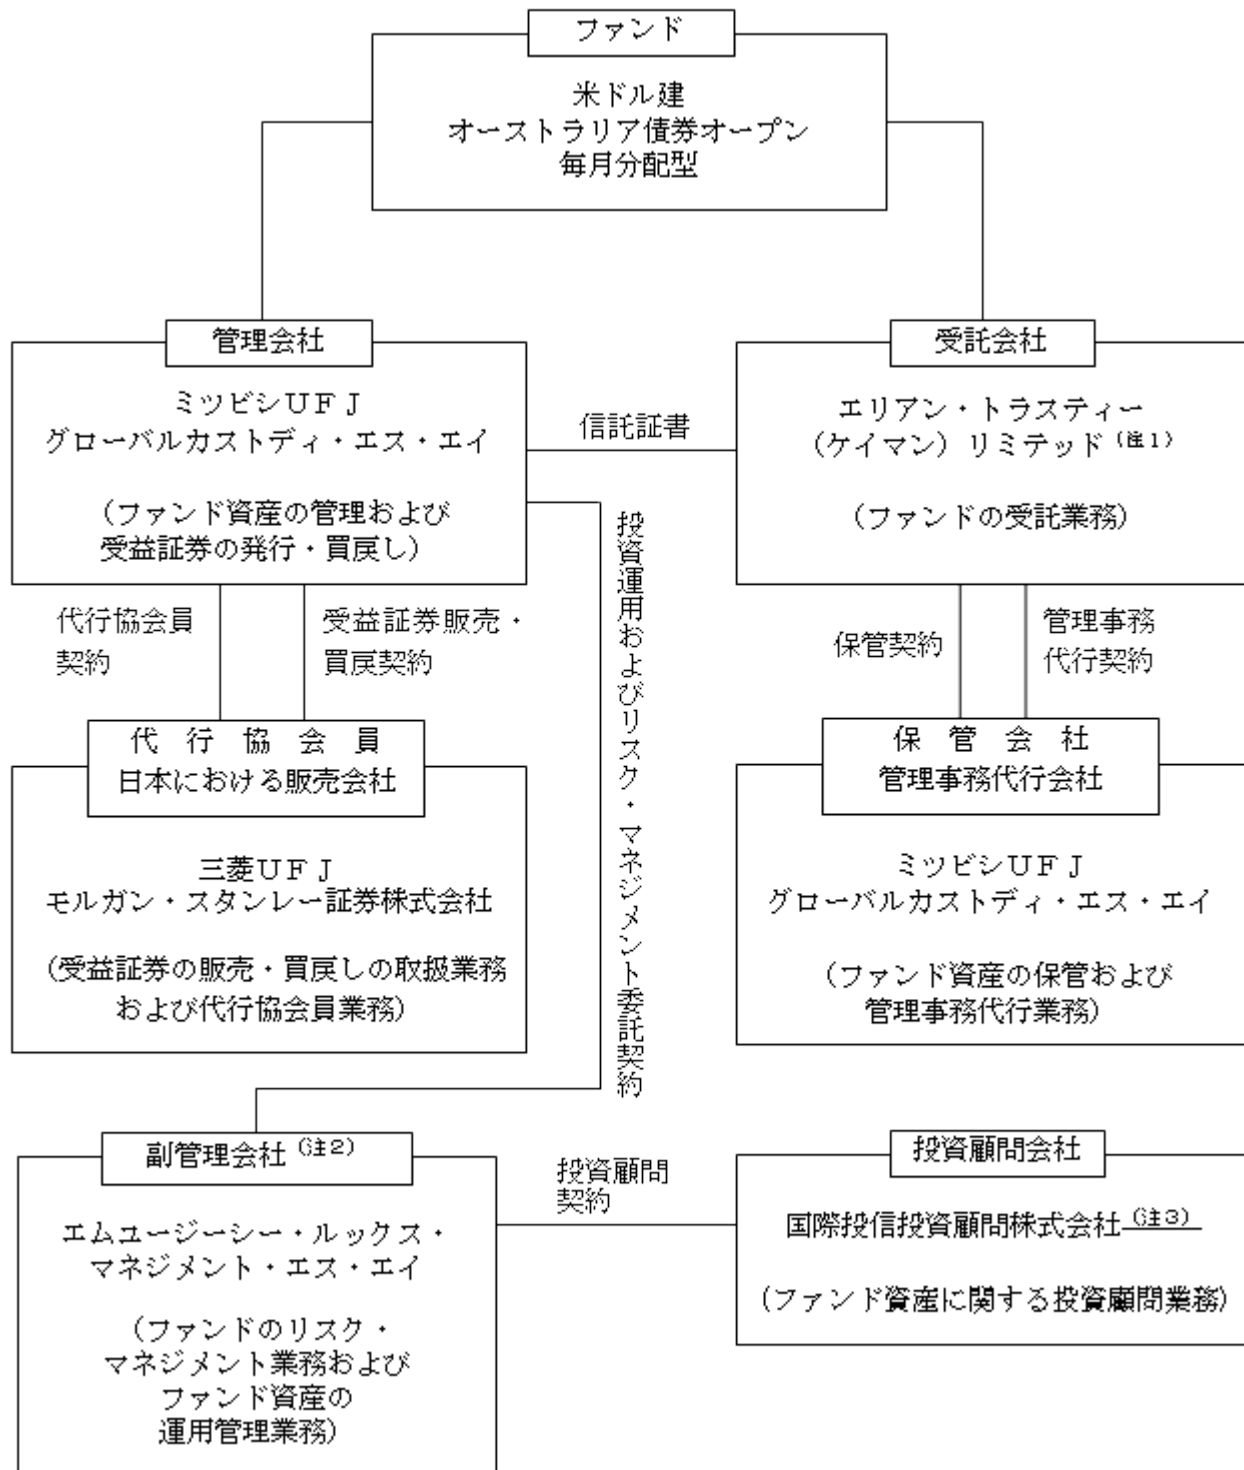 ファンド
米ドル建
オーストラリア債券オープン
毎月分配型
管理会社
ミツビシＵＦＪ
グローバルカストディ・エス・エイ
（ファンド資産の管理および
受益証券の発行・買戻し）
信託証書
受託会社
エリアン・トラスティー
（ケイマン）リミテッド（注１）
（ファンドの受託業務）
代行協会員
契約
受益証券販売・
買戻契約
投資運用およびリスク・マネジメント委託契約
保管契約
管理事務
代行契約
代行協会員
日本における販売会社
三菱ＵＦＪ
モルガン・スタンレー証券株式会社
（受益証券の販売・買戻しの取扱業務
および代行協会員業務）
保管会社
管理事務代行会社
ミツビシＵＦＪ
グローバルカストディ・エス・エイ
（ファンド資産の保管および
管理事務代行業務）
副管理会社（注２）
エムユージーシー・ルックス・
マネジメント・エス・エイ
（ファンドのリスク・
マネジメント業務および
ファンド資産の
運用管理業務）
投資顧問
契約
投資顧問会社
国際投信投資顧問株式会社（注３）
（ファンド資産に関する投資顧問業務）